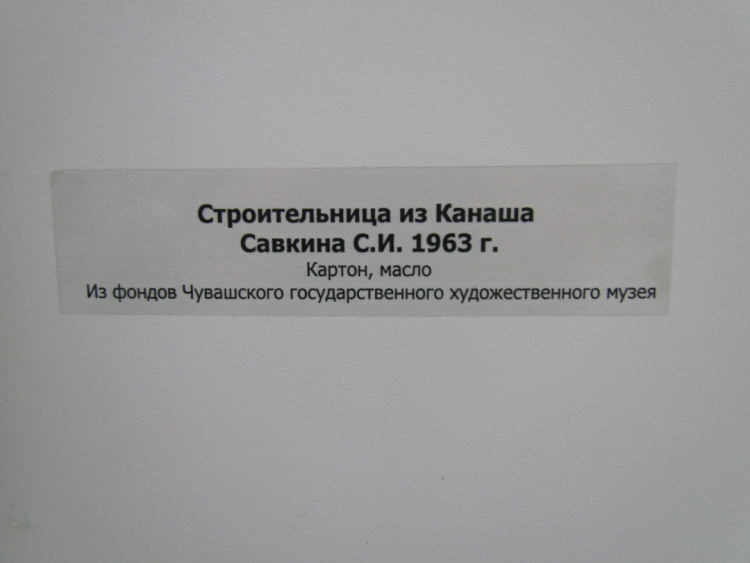 Строительница из Канаша
Савкина С.И. 1963 г.
Картон, масло
Из фондов Чувашского государственного художественного музея